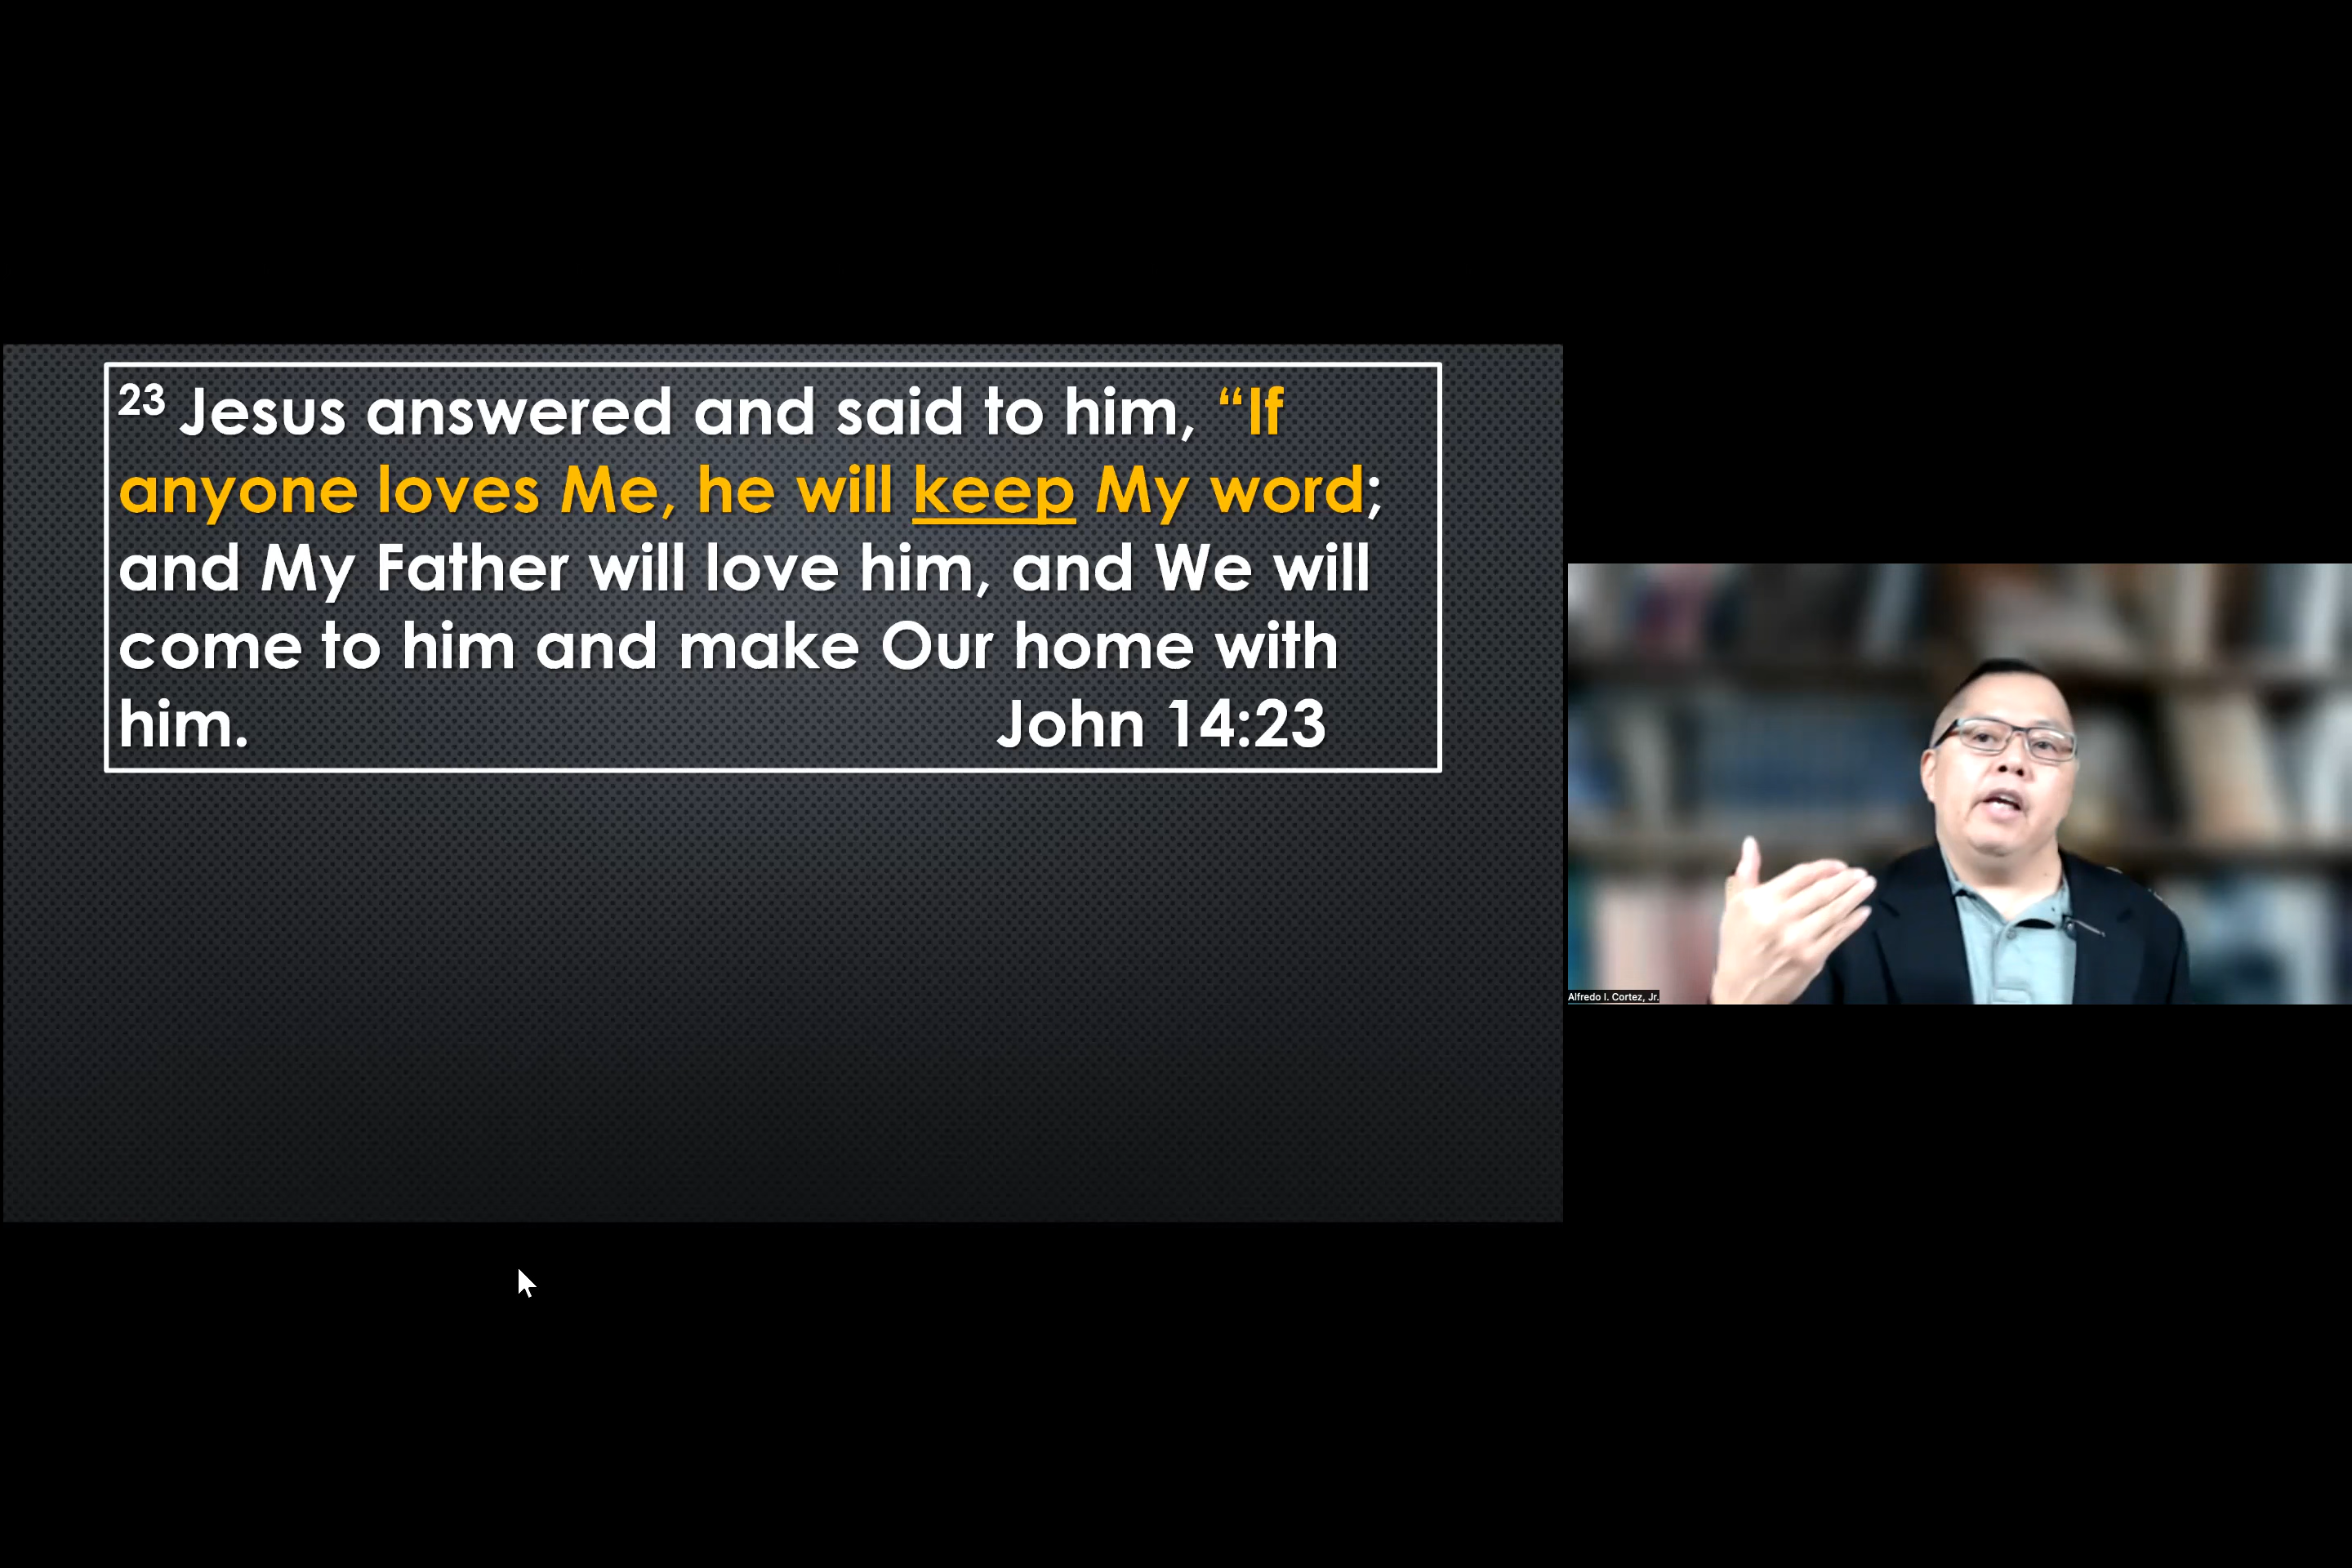 23 Jesus answered and said to him, “If
anyone loves Me, he will keep My word;
and My Father will love him, and We will
come to him and make Our home with
him. John 14:23
Alfredo I. Cortez, Jr.